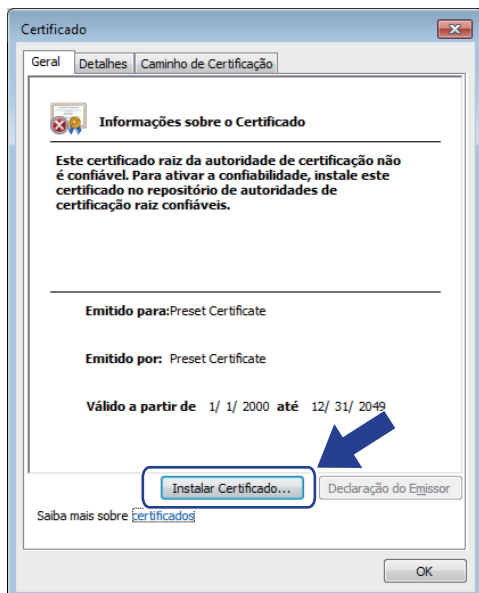 Certificado
Geral Detalhes Caminho de Certificação
Informações sobre o Certificado
Este certificado raiz da autoridade de certificação não
é confiável. Para ativar a confiabilidade, instale este
certificado no repositório de autoridades de
certificação raiz confiáveis.
Emitido para:Preset Certificate
Emitido por: Preset Certificate
Válido a partir de 1/ 1/ 2000 até 12/ 31/ 2049
Instalar Certificado... Declaração do Emissor
Saiba mais sobre certificados
OK